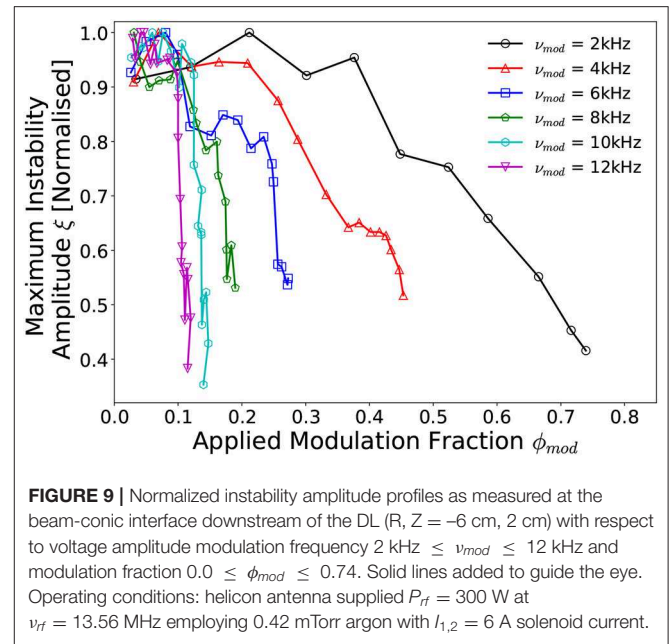 Maximum Instability
Amplitude ξ [Normalised]
1.0
0.9
0.8
0.7
0.6
0.5
0.4
0.0 0.1 0.2 0.3 0.4 0.5 0.6 0.7 0.8
Applied Modulation Fraction ϕmod
νmod = 2kHz
νmod = 4kHz
νmod = 6kHz
νmod = 8kHz
νmod = 10kHz
νmod = 12kHz
FIGURE 9 | Normalized instability amplitude profiles as measured at the
beam-conic interface downstream of the DL (R, Z = –6 cm, 2 cm) with respect
to voltage amplitude modulation frequency 2 kHz ≤ νmod ≤ 12 kHz and
modulation fraction 0.0 ≤ ϕmod ≤ 0.74. Solid lines added to guide the eye.
Operating conditions: helicon antenna supplied Prf = 300 W at
νrf = 13.56 MHz employing 0.42 mTorr argon with I1,2 = 6 A solenoid current.